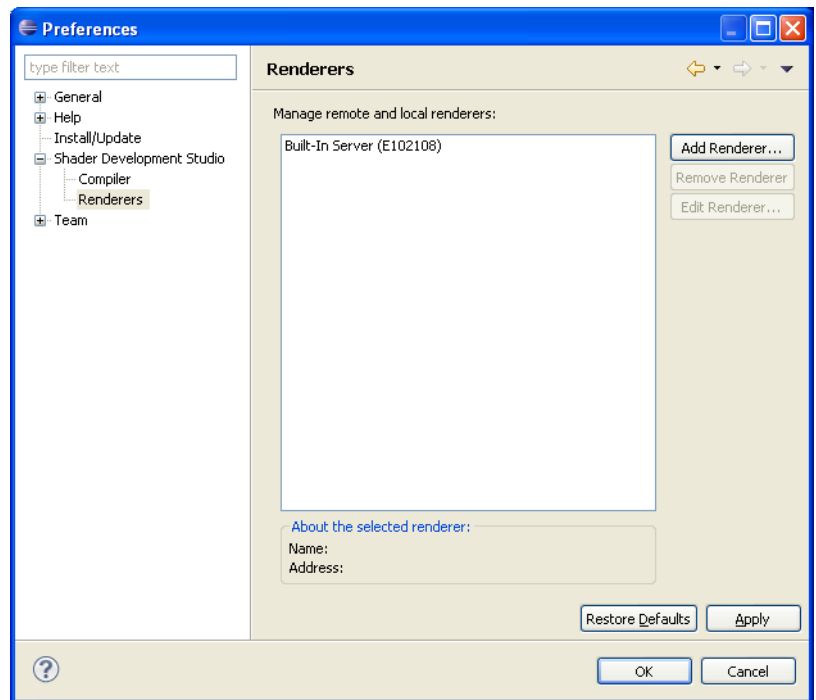 Preferences
type filter text
General
Help
Install/Update
Shader Development Studio
Compiler
Renderers
Team
Renderers
Manage remote and local renderers:
Built-In Server (E102108)
Add Renderer...
Remove Renderer
Edit Renderer...
About the selected renderer:
Name:
Address:
Restore Defaults
Apply
?
OK
Cancel